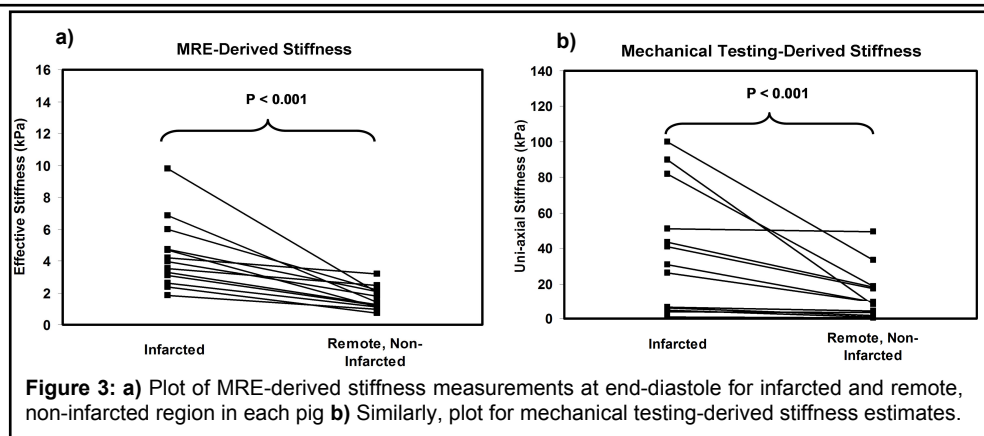 a)
MRE-Derived Stiffness
16
14
12
10
8
6
4
2
0
Effective Stiffness (kPa)
P < 0.001
Infarcted
Remote, Non-
Infarcted
b)
Mechanical Testing-Derived Stiffness
140
120
100
80
60
40
20
0
Uni-axial Stiffness (kPa)
P < 0.001
Infarcted
Remote, Non-
Infarcted
Figure 3: a) Plot of MRE-derived stiffness measurements at end-diastole for infarcted and remote,
non-infarcted region in each pig b) Similarly, plot for mechanical testing-derived stiffness estimates.